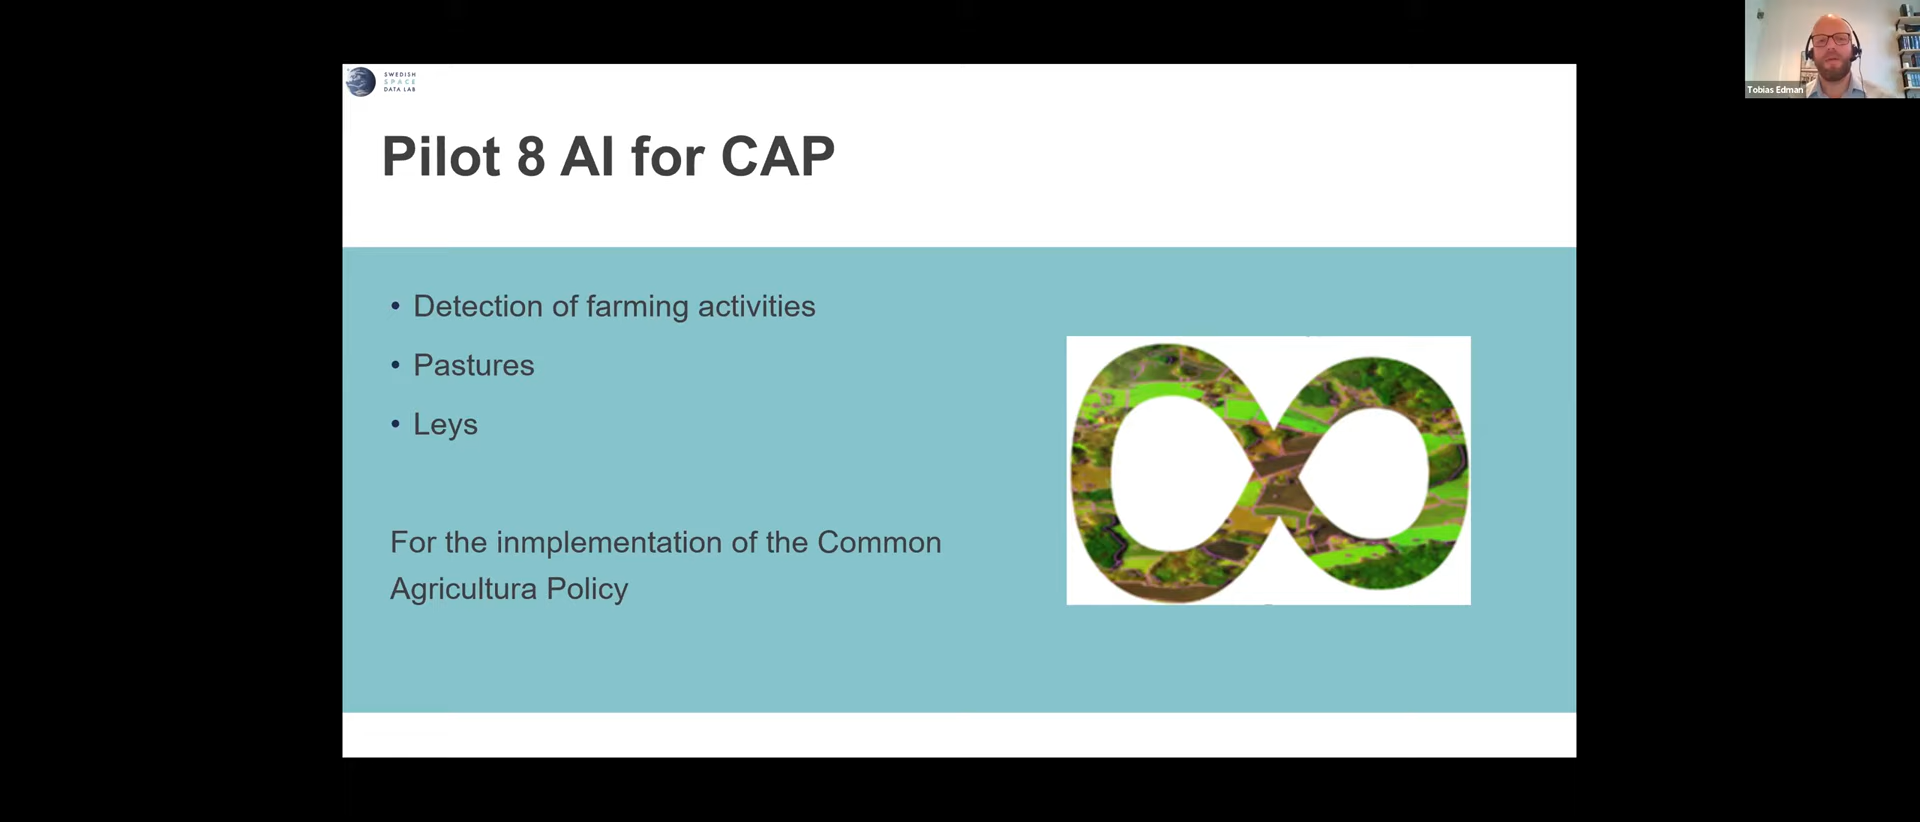 SWEDISH
SPACE
DATA LAB
Tobias Edman
Pilot 8 AI for CAP
• Detection of farming activities
• Pastures
• Leys
For the inmplementation of the Common
Agricultura Policy